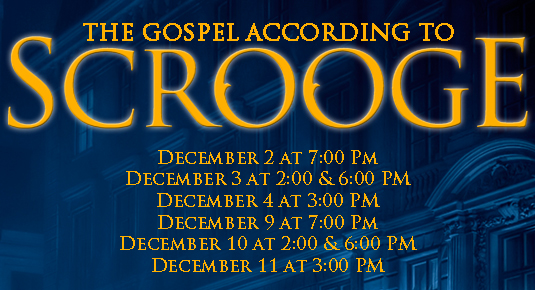 THE GOSPEL ACCORDING TO
SCROOGE
DECEMBER 2 AT 7:00 PM
DECEMBER 3 AT 2:00 & 6:00 PM
DECEMBER 4 AT 3:00 PM
DECEMBER 9 AT 7:00 PM
DECEMBER 10 AT 2:00 & 6:00 PM
DECEMBER 11 AT 3:00 PM